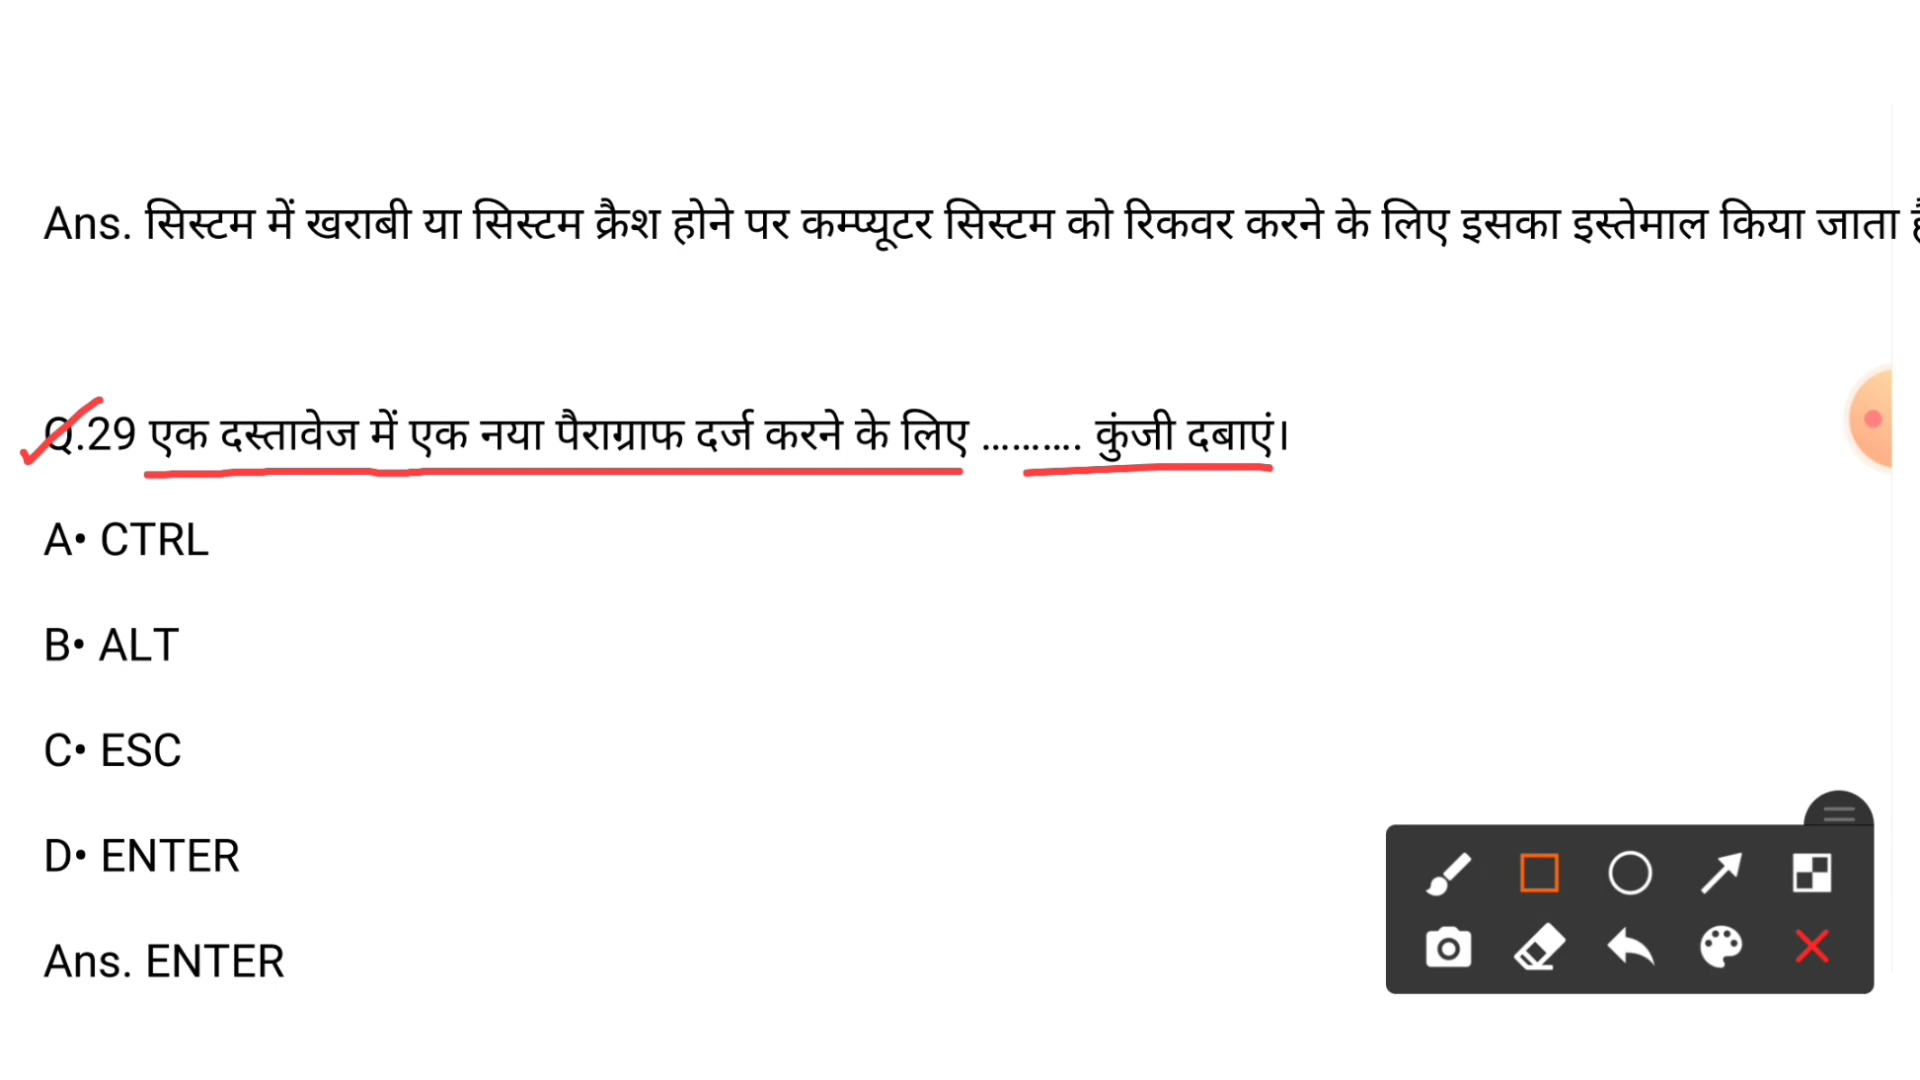 Ans. सिस्टम में खराबी या सिस्टम क्रैश होने पर कम्प्यूटर सिस्टम को रिकवर करने के लिए इसका इस्तेमाल किया जाता
Q.29 एक दस्तावेज में एक नया पैराग्राफ दर्ज करने के लिए .......... कुंजी दबाएं।
A• CTRL
B• ALT
C• ESC
D• ENTER
Ans. ENTER